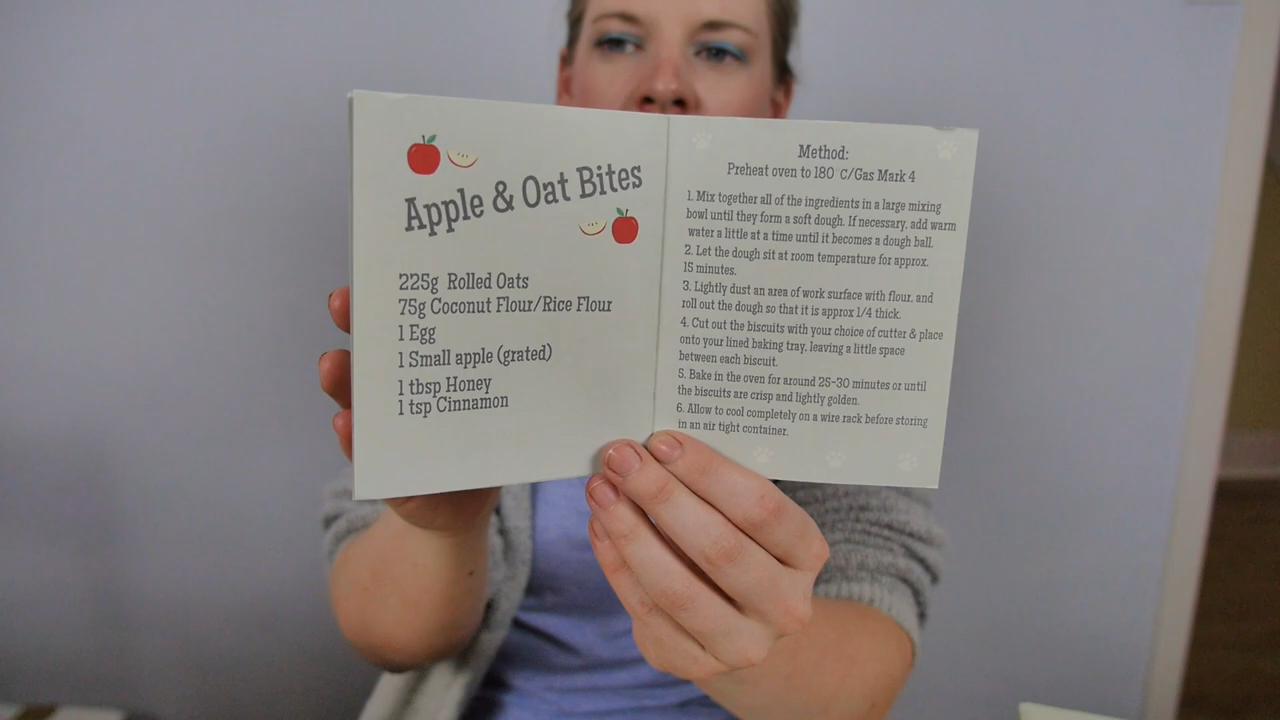 Apple & Oat Bites
225g Rolled Oats
75g Coconut Flour/Rice Flour
1 Egg
1 Small apple (grated)
1 tbsp Honey
1 tsp Cinnamon
Method:
Preheat oven to 180 C/Gas Mark 4
1. Mix together all of the ingredients in a large mixing
bowl until they form a soft dough. If necessary, add warm
water a little at a time until it becomes a dough ball.
2. Let the dough sit at room temperature for approx.
15 minutes.
3. Lightly dust an area of work surface with flour, and
roll out the dough so that it is approx 1/4 thick.
4. Cut out the biscuits with your choice of cutter & place
onto your lined baking tray, leaving a little space
between each biscuit.
5. Bake in the oven for around 25-30 minutes or until
the biscuits are crisp and lightly golden.
6. Allow to cool completely on a wire rack before storing
in an air tight container.